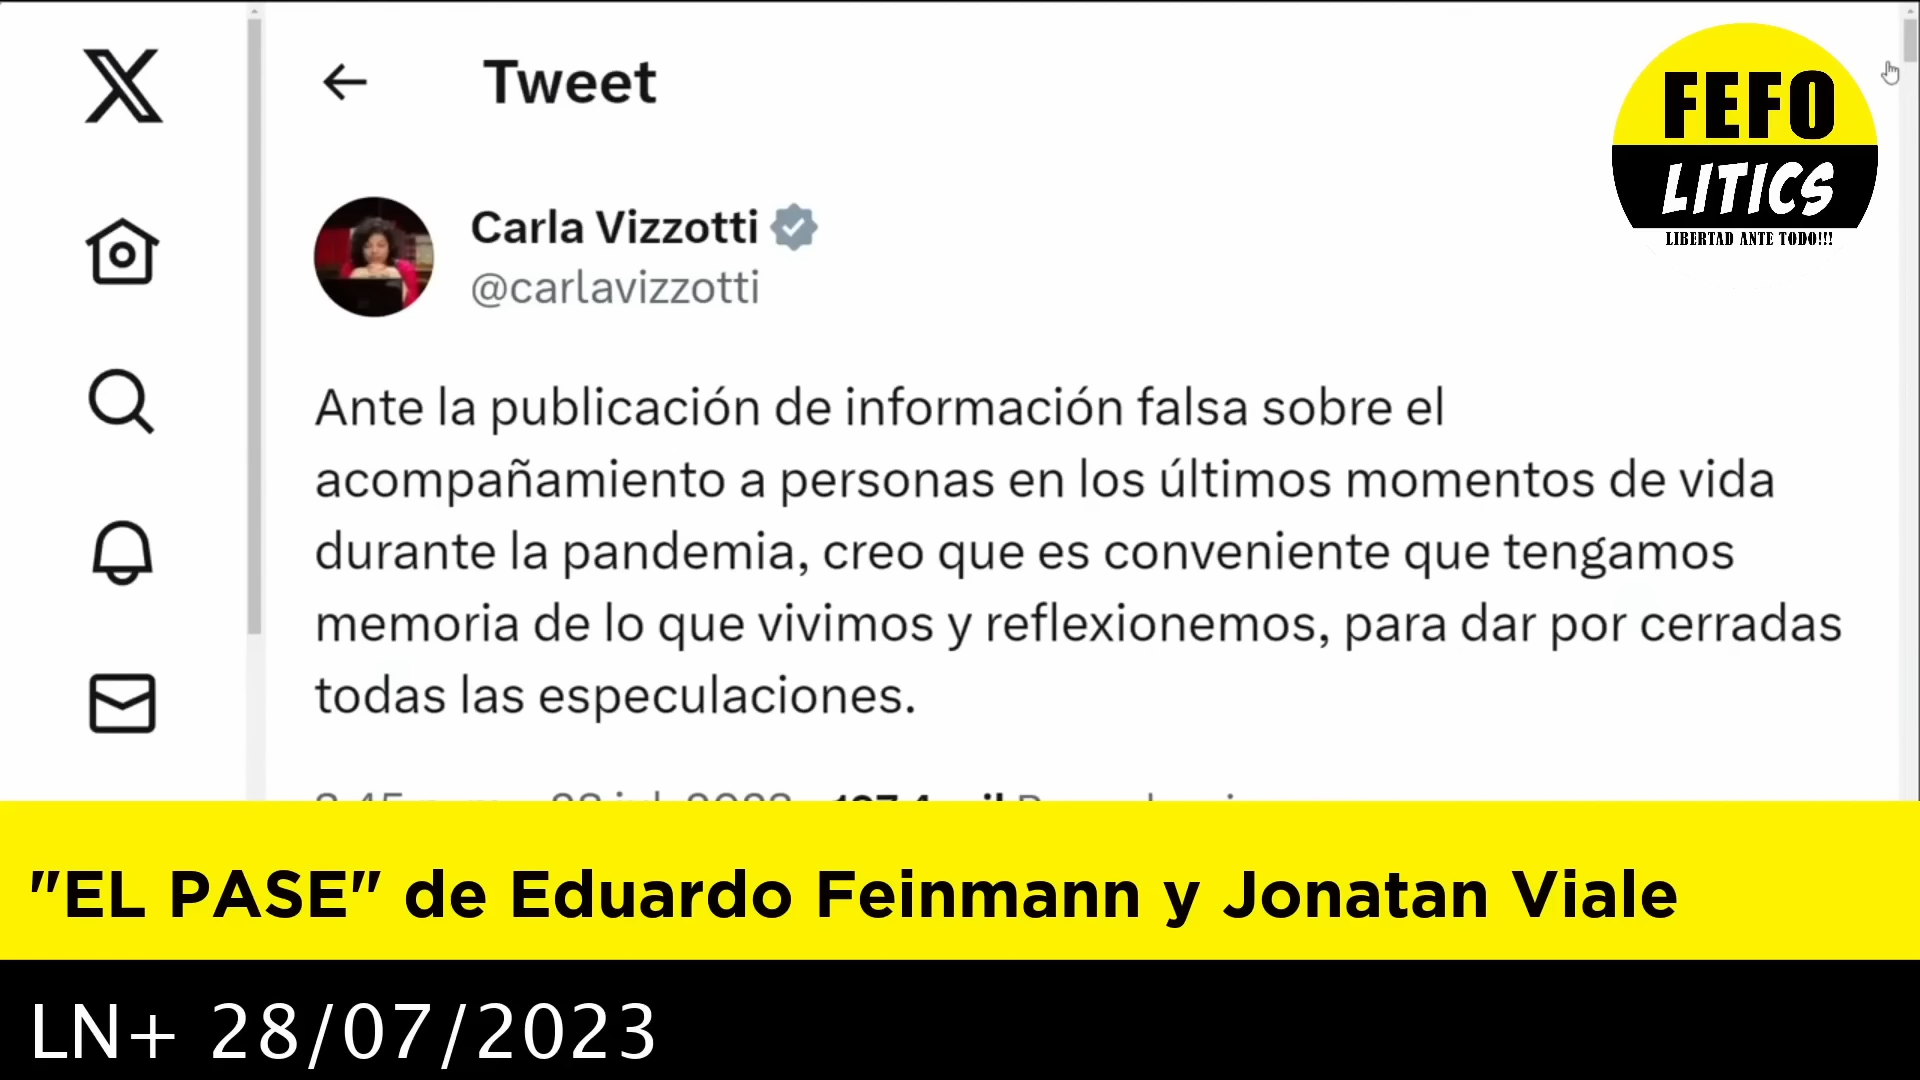 Tweet
FEFO
LITICS
LIBERTAD ANTE TODO!!!
Carla Vizzotti
@carlavizzotti
Ante la publicación de información falsa sobre el
acompañamiento a personas en los últimos momentos de vida
durante la pandemia, creo que es conveniente que tengamos
memoria de lo que vivimos y reflexionemos, para dar por cerradas
todas las especulaciones.
"EL PASE" de Eduardo Feinmann y Jonatan Viale
LN+ 28/07/2023